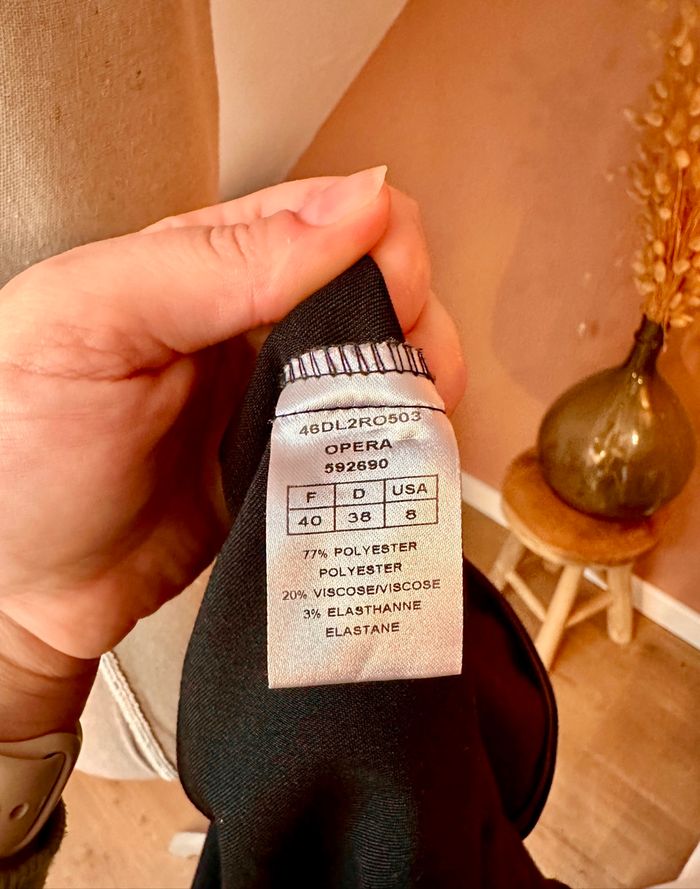 46DL2RO503
OPERA
592690
F D USA
40 38 8
77% POLYESTER
POLYESTER
20% VISCOSE/VISCOSE
3% ELASTHANNE
ELASTANE